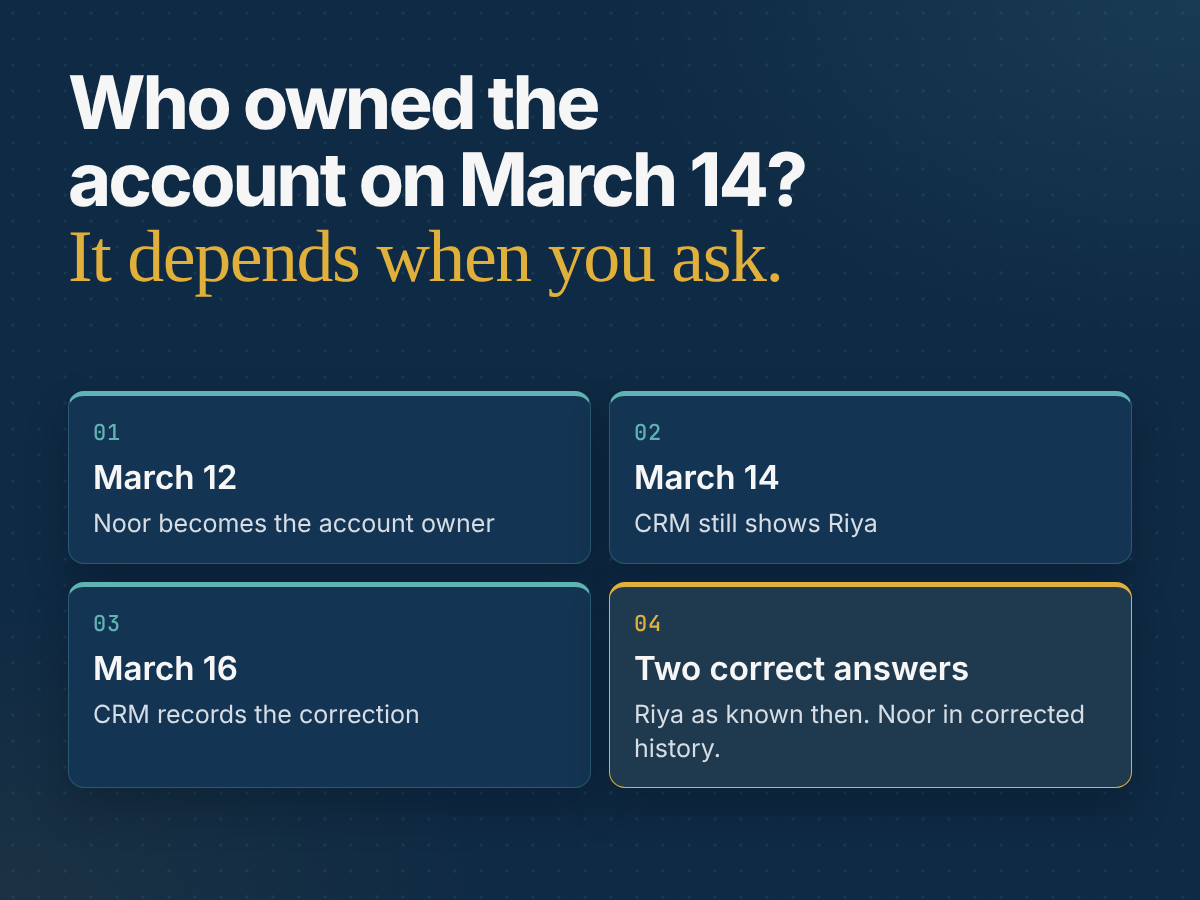 Who owned the
account on March 14?
It depends when you ask.
01
March 12
Noor becomes the account owner
02
March 14
CRM still shows Riya
03
March 16
CRM records the correction
04
Two correct answers
Riya as known then. Noor in corrected
history.